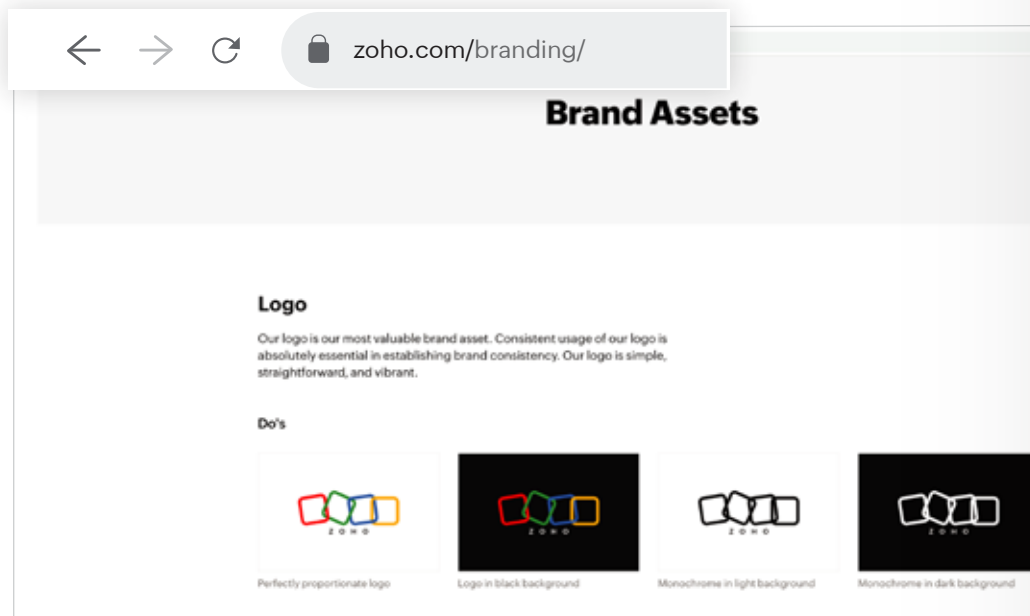 zoho.com/branding/
Brand Assets
Logo
Our logo is our most valuable brand asset. Consistent usage of our logo is
absolutely essential in establishing brand consistency. Our logo is simple,
straightforward, and vibrant.
Do's
ZOHO
ZOHO
ZOHO
ZOHO
Perfectly proportionate logo
Logo in black background
Monochrome in light background
Monochrome in dark background